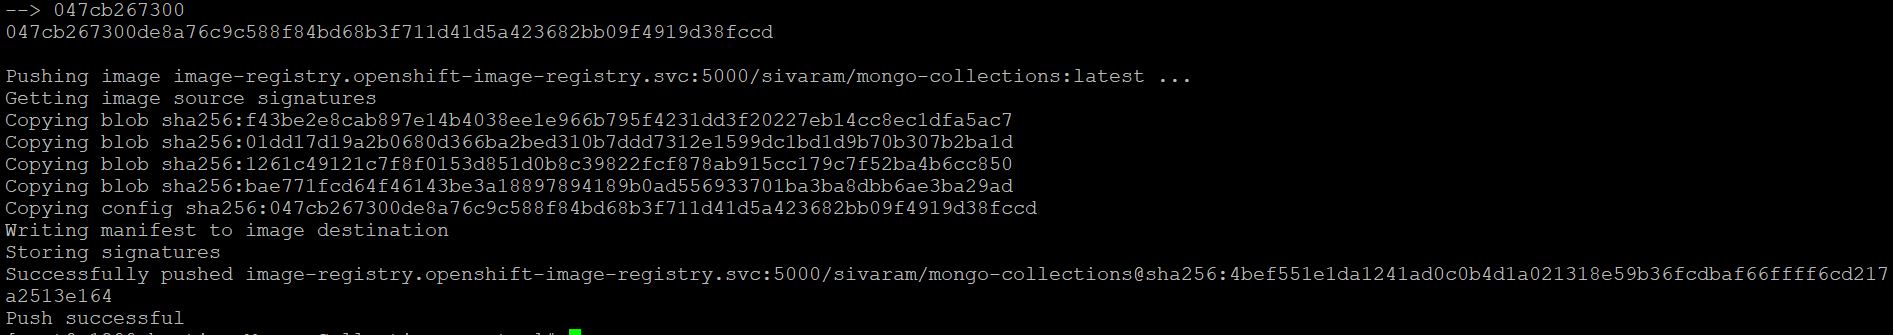 --> 047cb267300
047cb267300de8a76c9c588f84bd68b3f711d41d5a423682bb09f4919d38fccd
Pushing image image-registry.openshift-image-registry.svc:5000/sivaram/mongo-collections:latest ...
Getting image source signatures
Copying blob sha256:f43be2e8cab897e14b4038ee1e966b795f4231dd3f20227eb14cc8ec1dfa5ac7
Copying blob sha256:01dd17d19a2b0680d366ba2bed310b7ddd7312e1599dc1bd1d9b70b307b2ba1d
Copying blob sha256:1261c49121c7f8f0153d851d0b8c39822fcf878ab915cc179c7f52ba4b6cc850
Copying blob sha256:bae771fcd64f46143be3a18897894189b0ad556933701ba3ba8dbb6ae3ba29ad
Copying config sha256:047cb267300de8a76c9c588f84bd68b3f711d41d5a423682bb09f4919d38fccd
Writing manifest to image destination
Storing signatures
Successfully pushed image-registry.openshift-image-registry.svc:5000/sivaram/mongo-collections@sha256:4bef551e1da1241ad0c0b4d1a021318e59b36fcdbaf66ffff6cd217
a2513e164
Push successful